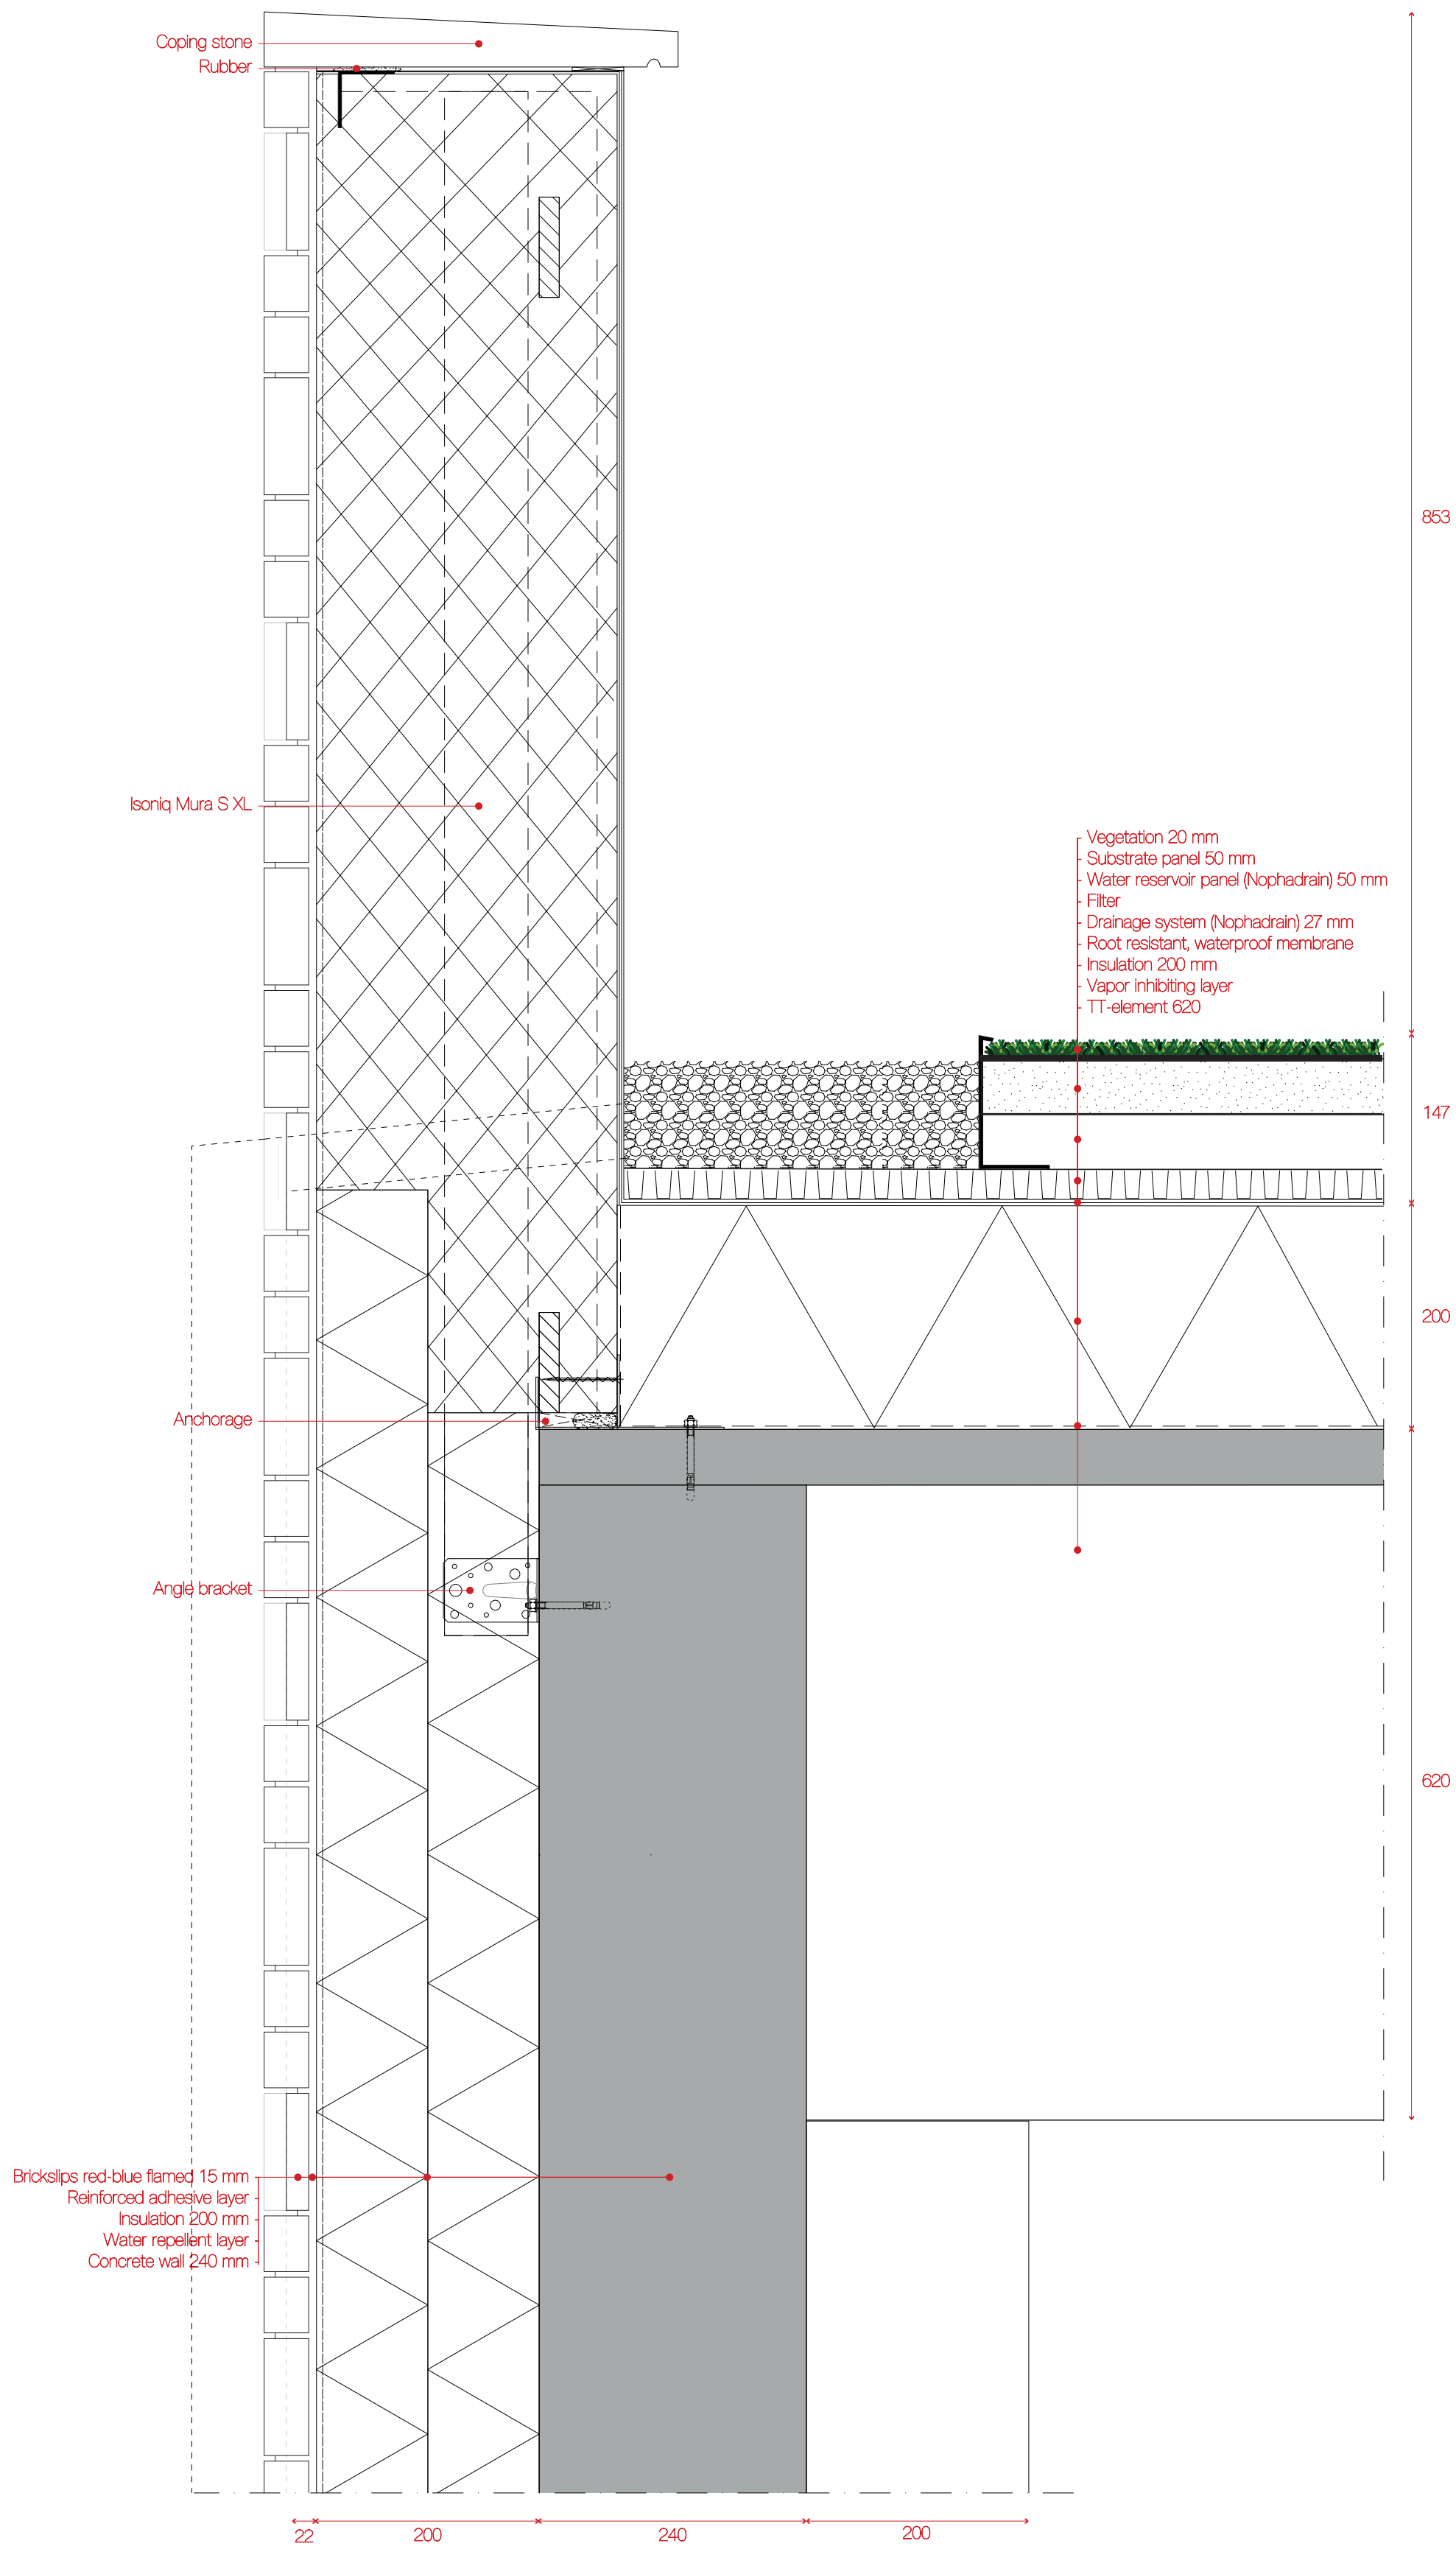 Coping stone
Rubber
853
Isoniq Mura S XL
Vegetation 20 mm
Substrate panel 50 mm
Water reservoir panel (Nophadrain) 50 mm
Filter
Drainage system (Nophadrain) 27 mm
Root resistant, waterproof membrane
Insulation 200 mm
Vapor inhibiting layer
TT-element 620
147
200
Anchorage
Angle bracket
620
Brickslips red-blue flamed 15 mm
Reinforced adhesive layer
Insulation 200 mm
Water repellent layer
Concrete wall 240 mm
22
200
240
200